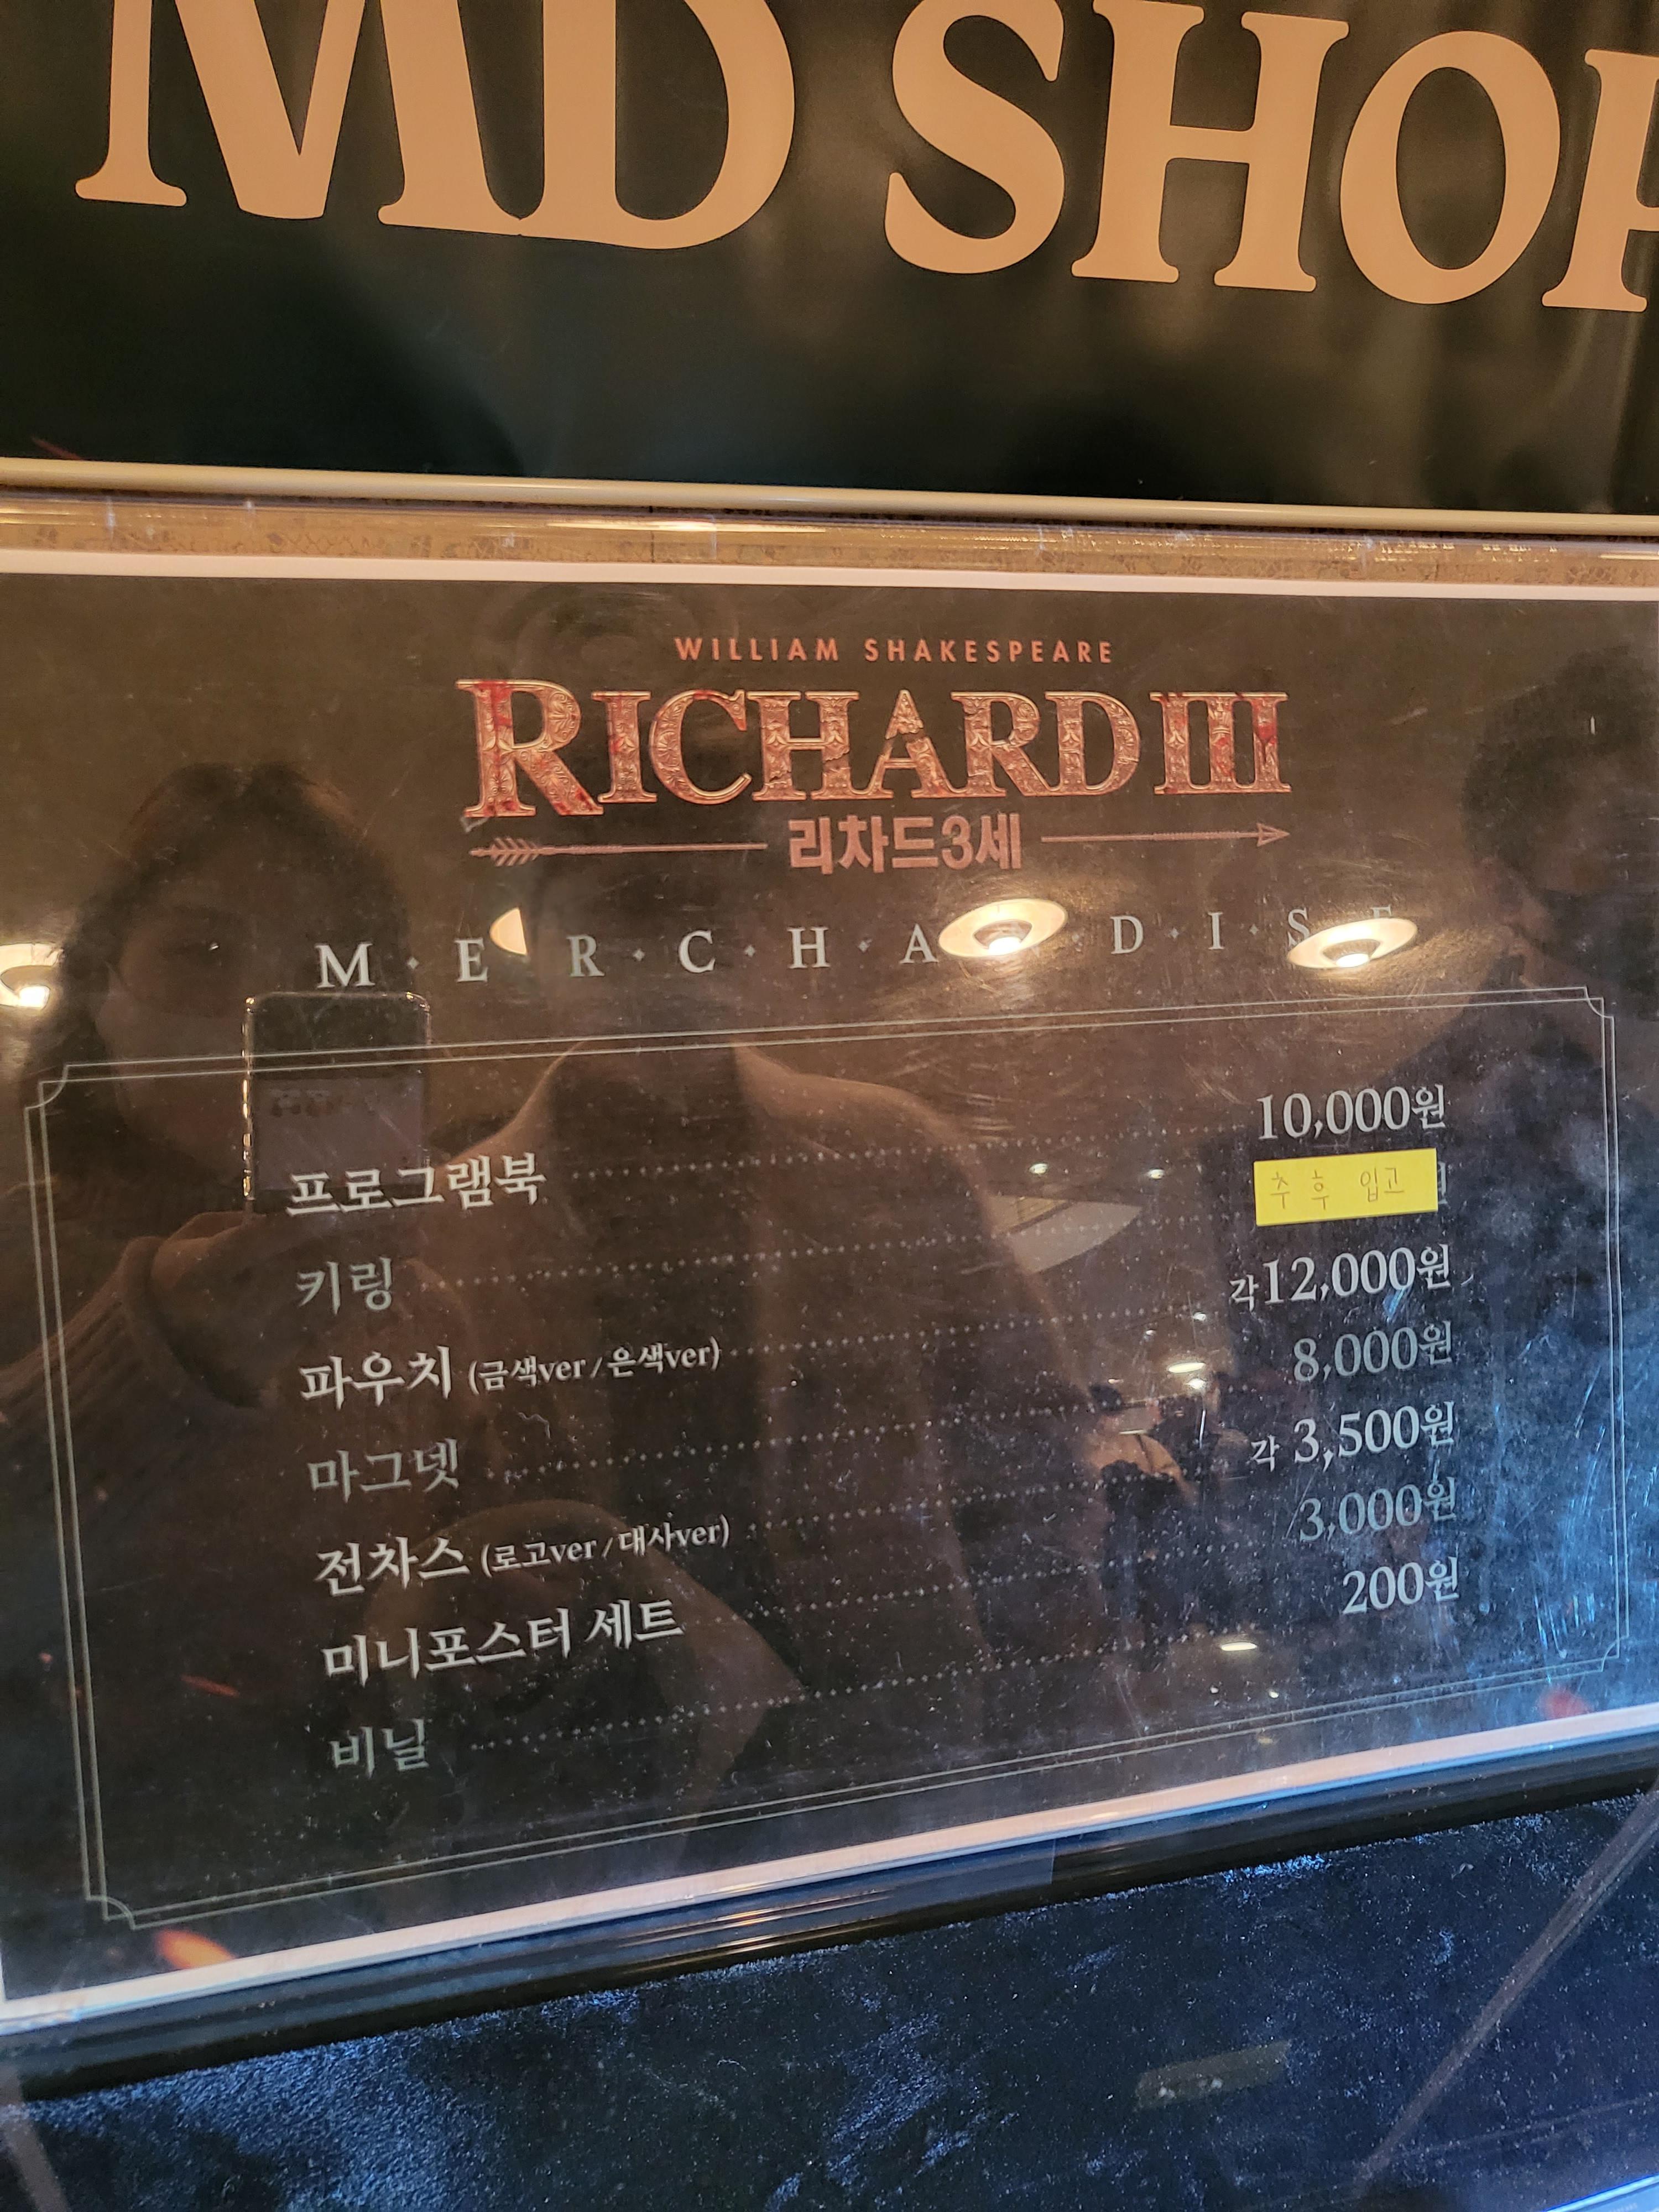 MD SHOP
WILLIAM SHAKESPEARE
RICHARD III
리차드3세
M·E·R·C·H·A·N·D·I·S·E
프로그램북 10,000원
키링 추후 입고
파우치 (금색ver / 은색ver) 각12,000원
마그넷 8,000원
전차스 (로고ver / 대사ver) 각 3,500원
미니포스터 세트 3,000원
비닐 200원